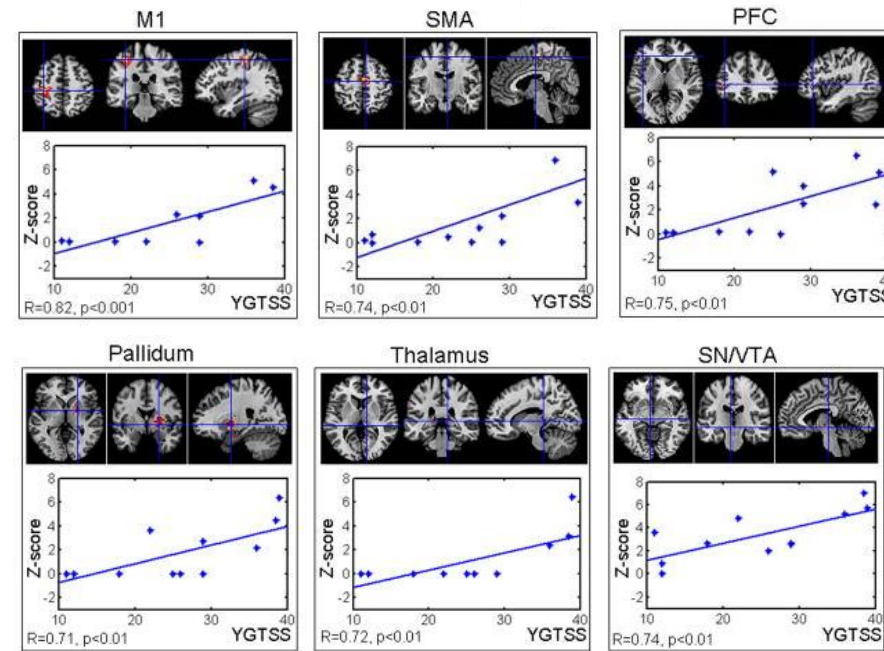 M1
8
6
4
2
0
-2
Z-score
10
20
30
40
YGTSS
R=0.82, p<0.001
SMA
8
6
4
2
0
-2
Z-score
10
20
30
40
YGTSS
R=0.74, p<0.01
PFC
8
6
4
2
0
-2
Z-score
10
20
30
YGTSS
R=0.75, p<0.01
Pallidum
8
6
4
2
0
-2
Z-score
10
20
30
40
YGTSS
R=0.71, p<0.01
Thalamus
8
6
4
2
0
-2
Z-score
10
20
30
40
YGTSS
R=0.72, p<0.01
SN/VTA
8
6
4
2
0
-2
Z-score
10
20
30
40
YGTSS
R=0.74, p<0.01